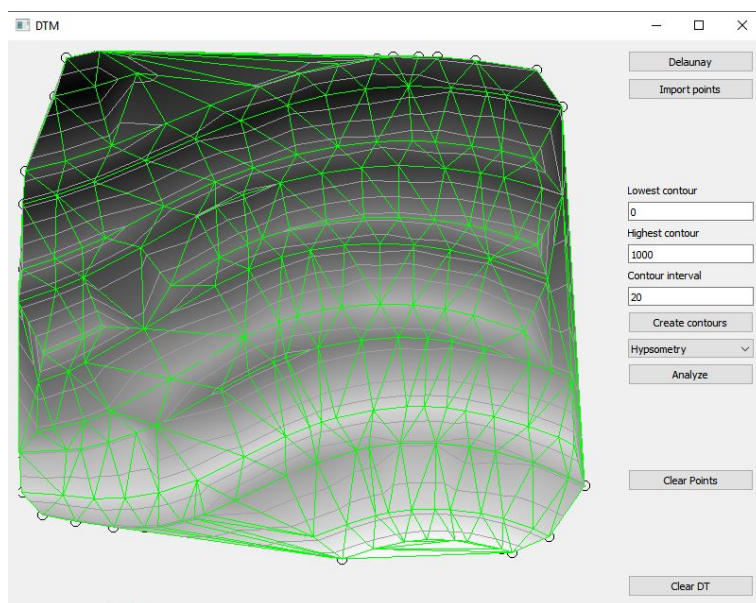 DTM
Delaunay
Import points
Lowest contour
0
Highest contour
1000
Contour interval
20
Create contours
Hypsometry
Analyze
Clear Points
Clear DT